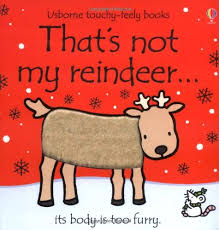 Usborne touchy-feely books
That's not
my reindeer...
its body is too furry.